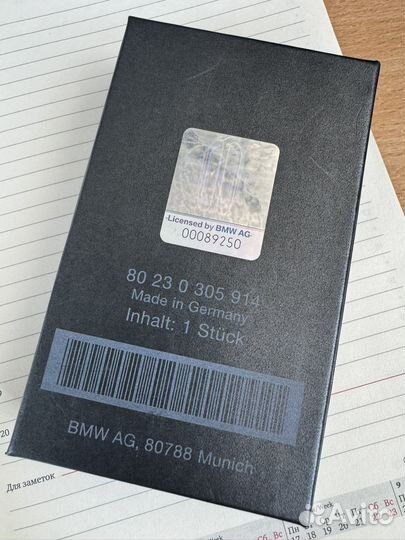 Licensed by BMW AG
00089250
80 23 0 305 914
Made in Germany
Inhalt: 1 Stück
BMW AG, 80788 Munich
Для заметок
Avito